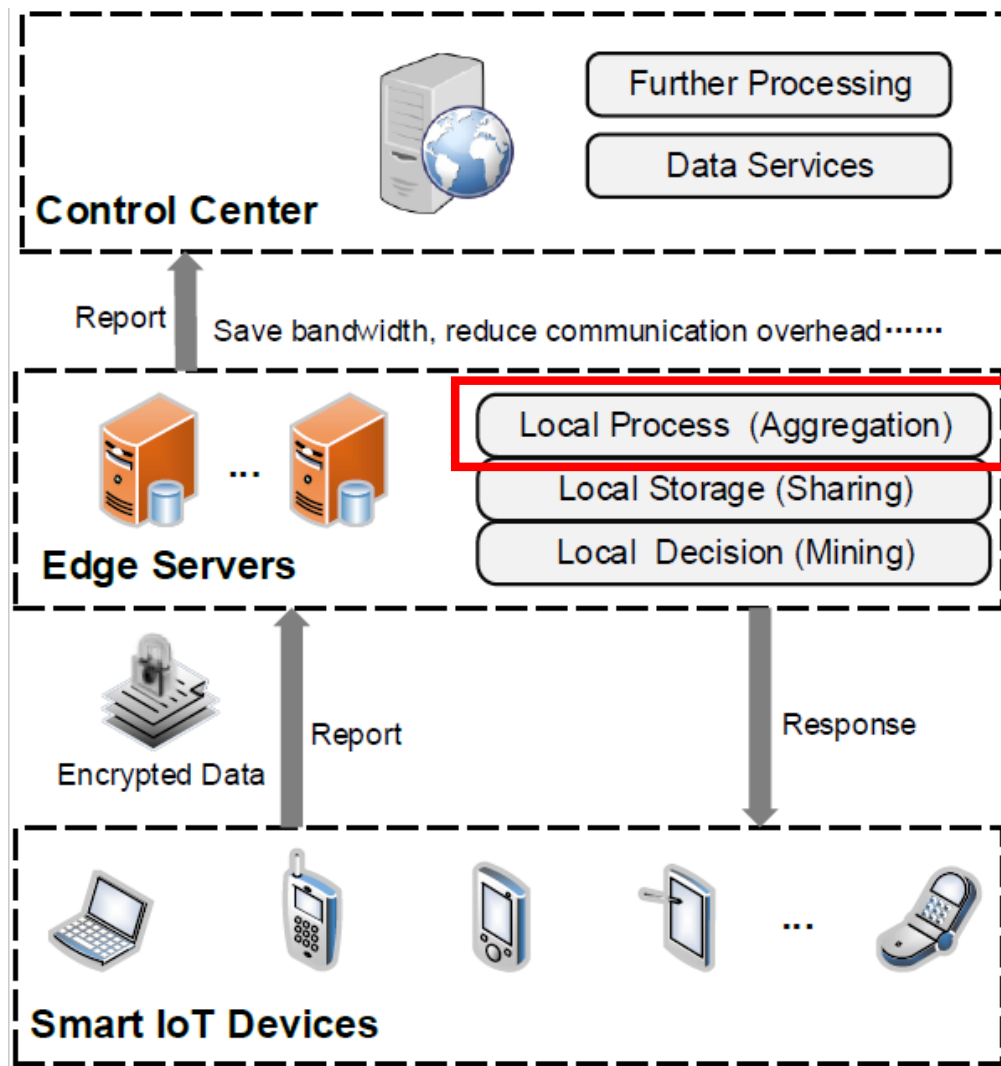 Further Processing
Data Services
Control Center
Report
Save bandwidth, reduce communication overhead ······
Local Process (Aggregation)
...
Local Storage (Sharing)
Local Decision (Mining)
Edge Servers
Report
Response
Encrypted Data
...
Smart IoT Devices